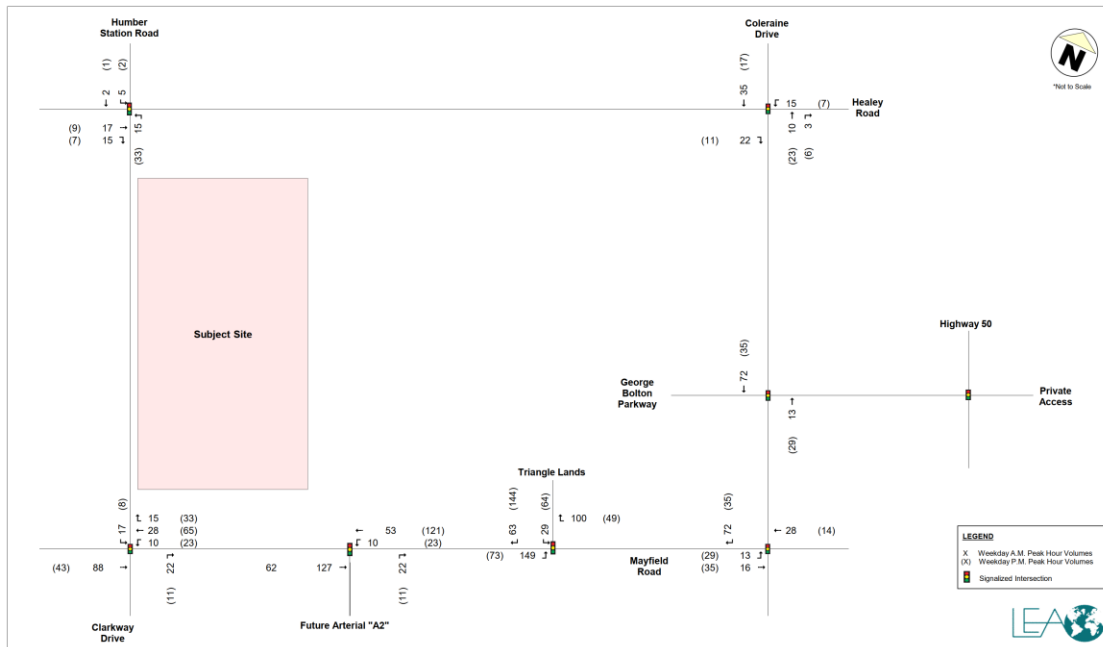 Humber
Station Road
Coleraine
Drive
N
*Not to Scale
(1) (2)
2 5
(17)
35
15 (7)
Healey
Road
(9) 17
(7) 15
15
(33)
(11) 22
10 3
(23) (6)
Subject Site
Highway 50
(35)
72
George
Bolton
Parkway
Private
Access
13
(29)
Triangle Lands
(8)
17
15 (33)
28 (65)
10 (23)
(43) 88
22
(11)
53 (121)
10 (23)
62 127
22
(11)
(144) (64)
63 29
100 (49)
(73) 149
(35)
72
28 (14)
Mayfield
Road
(29) 13
(35) 16
Clarkway
Drive
Future Arterial "A2"
LEGEND
X Weekday A.M. Peak Hour Volumes
(X) Weekday P.M. Peak Hour Volumes
Signalized Intersection
LEA